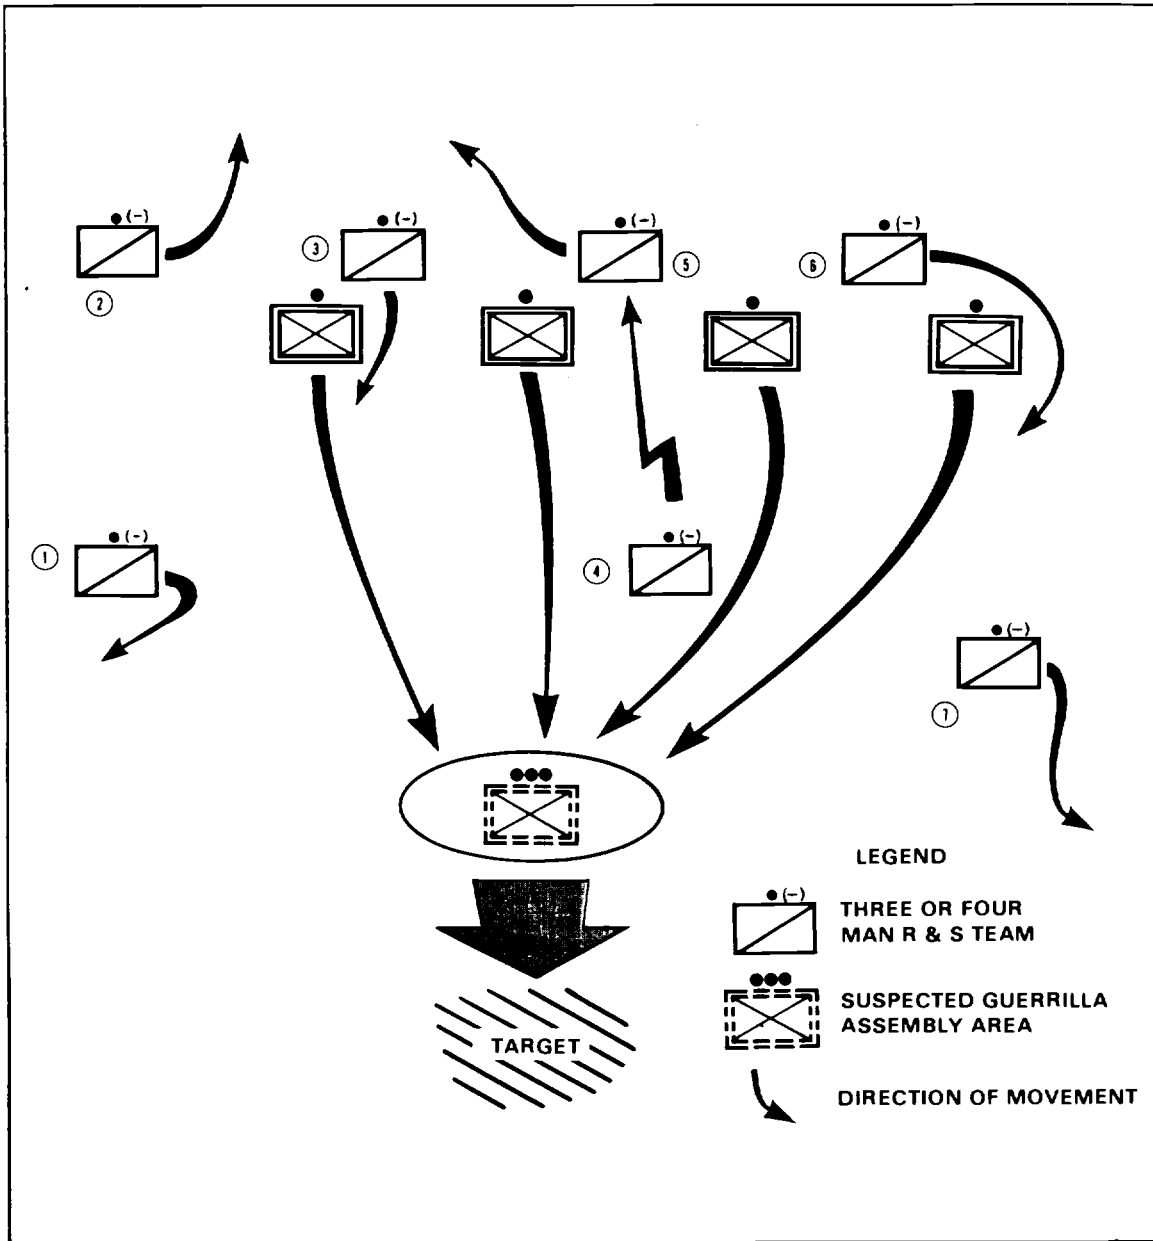 (-)
(-)
(-)
(-)
3
5
6
2
(-)
(-)
1
4
(-)
7
LEGEND
(-)
THREE OR FOUR
MAN R & S TEAM
SUSPECTED GUERRILLA
ASSEMBLY AREA
TARGET
DIRECTION OF MOVEMENT